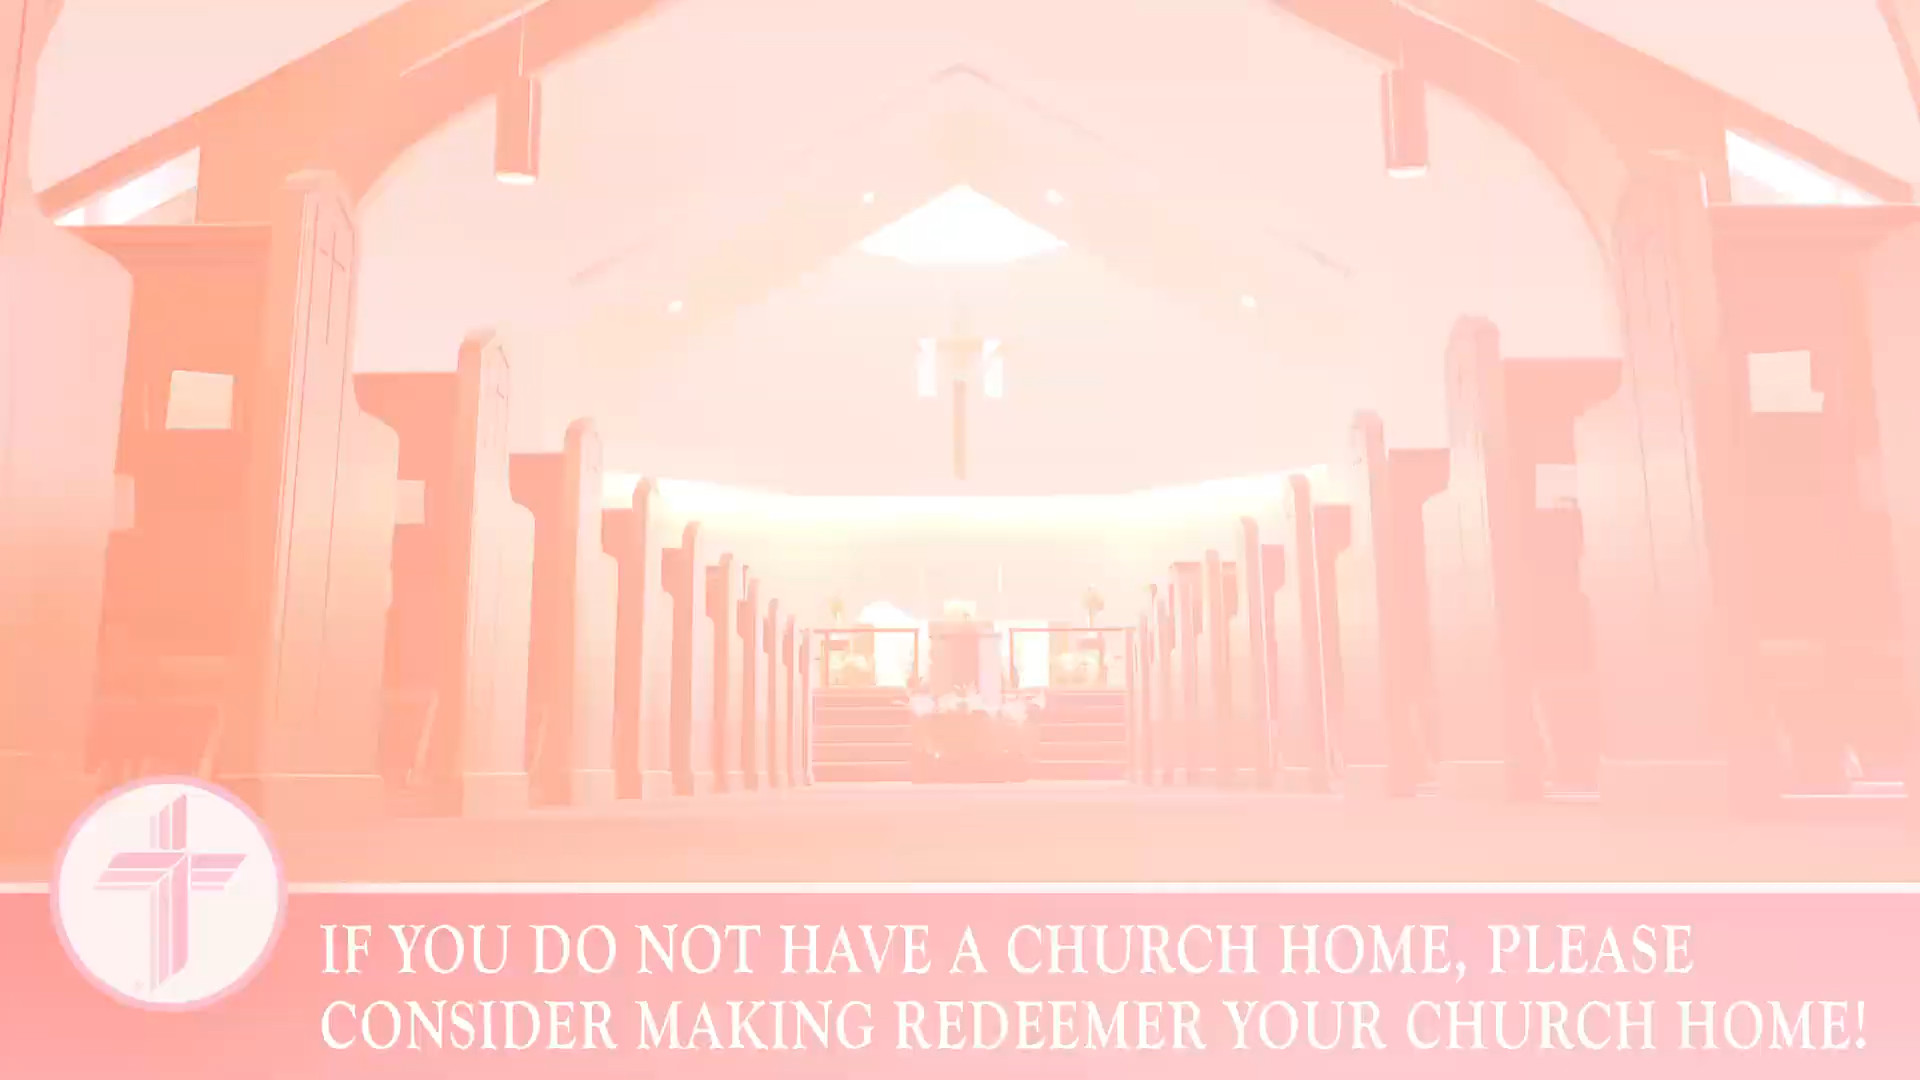 IF YOU DO NOT HAVE A CHURCH HOME, PLEASE
CONSIDER MAKING REDEEMER YOUR CHURCH HOME!